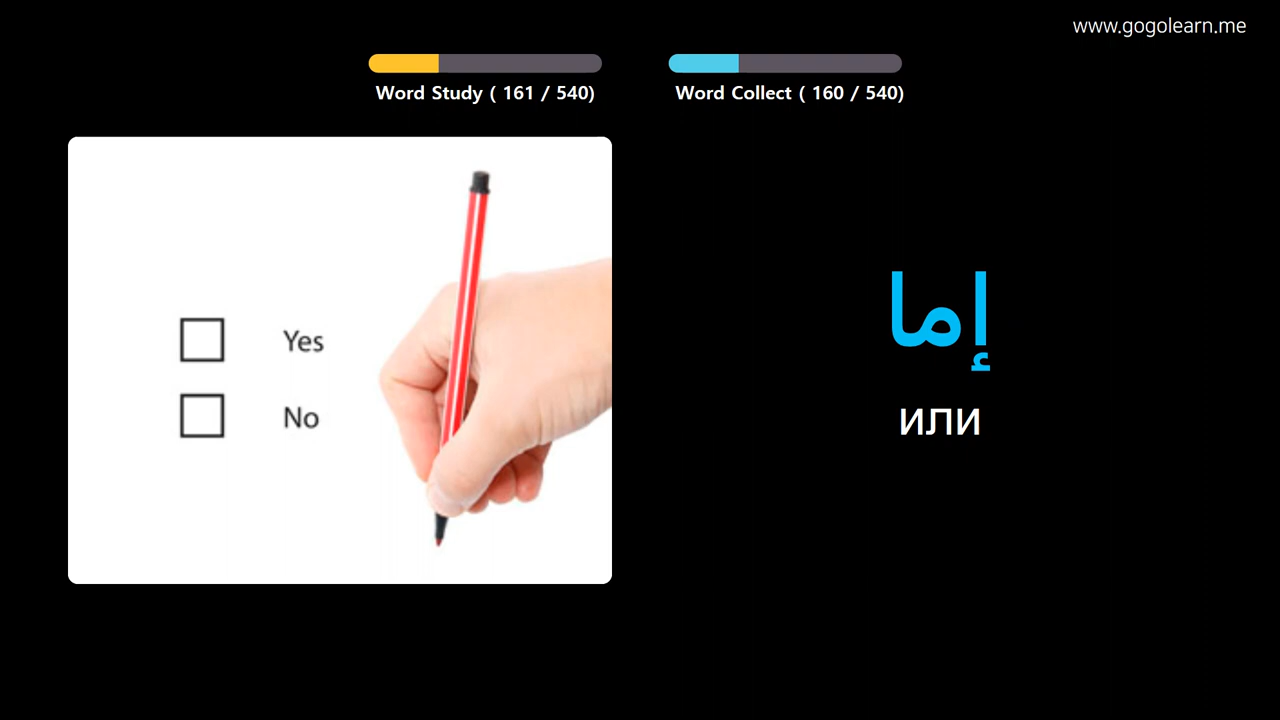 www.gogolearn.me
Word Study ( 161 / 540)
Word Collect ( 160 / 540)
Yes
No
إما
или